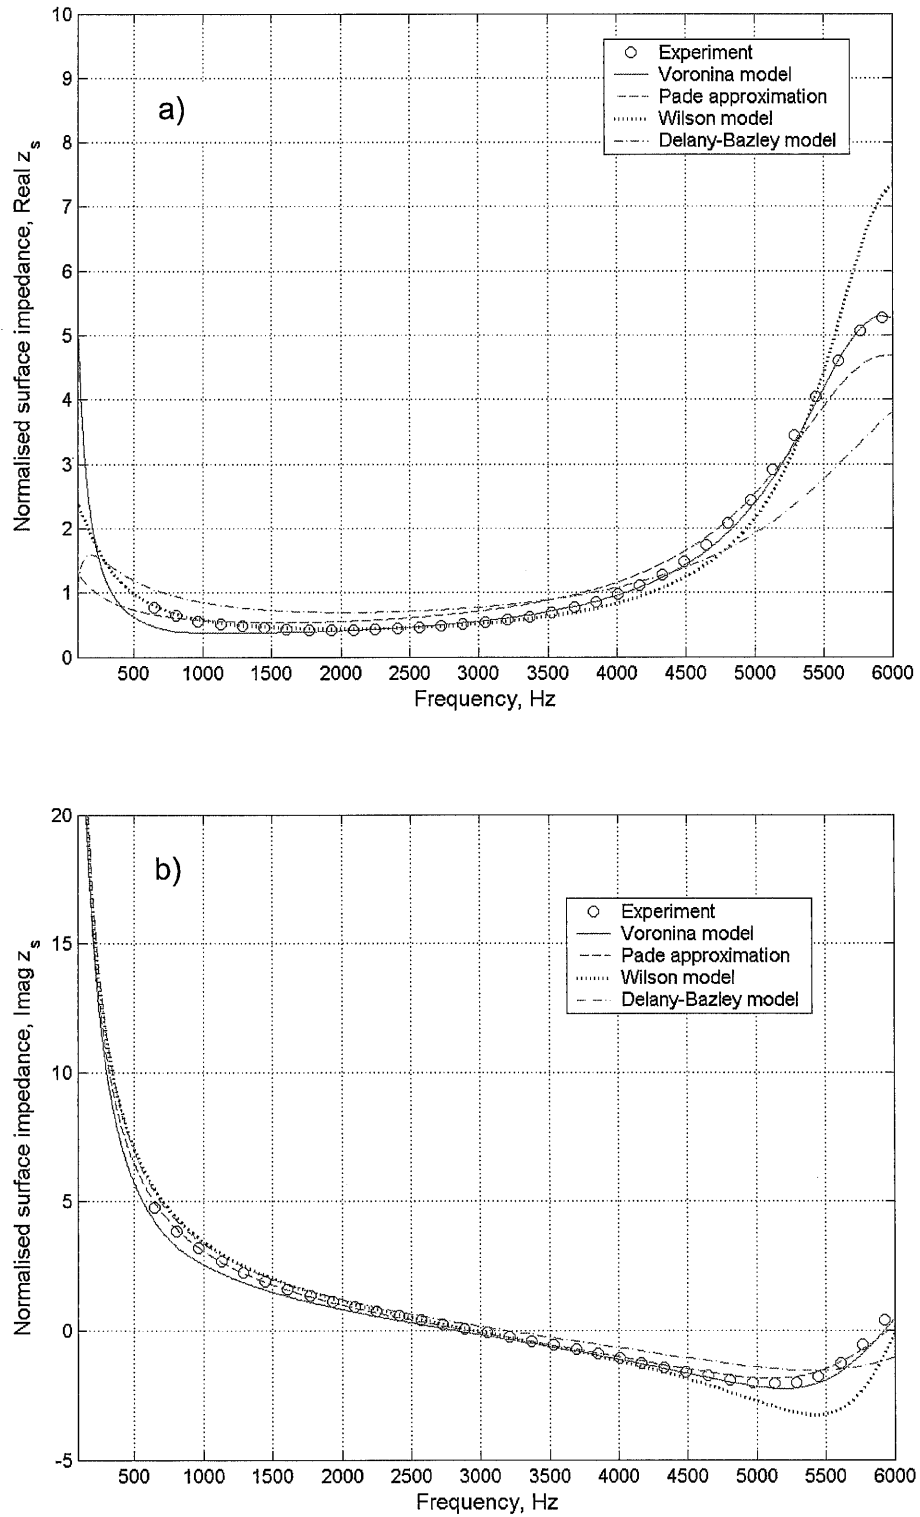 10
9
8
7
6
5
4
3
2
1
0
Normalised surface impedance, Real z s
a)
Experiment
Voronina model
Pade approximation
Wilson model
Delany-Bazley model
500 1000 1500 2000 2500 3000 3500 4000 4500 5000 5500 6000
Frequency, Hz
20
15
10
5
0
-5
Normalised surface impedance, Imag z s
b)
Experiment
Voronina model
Pade approximation
Wilson model
Delany-Bazley model
500 1000 1500 2000 2500 3000 3500 4000 4500 5000 5500 6000
Frequency, Hz